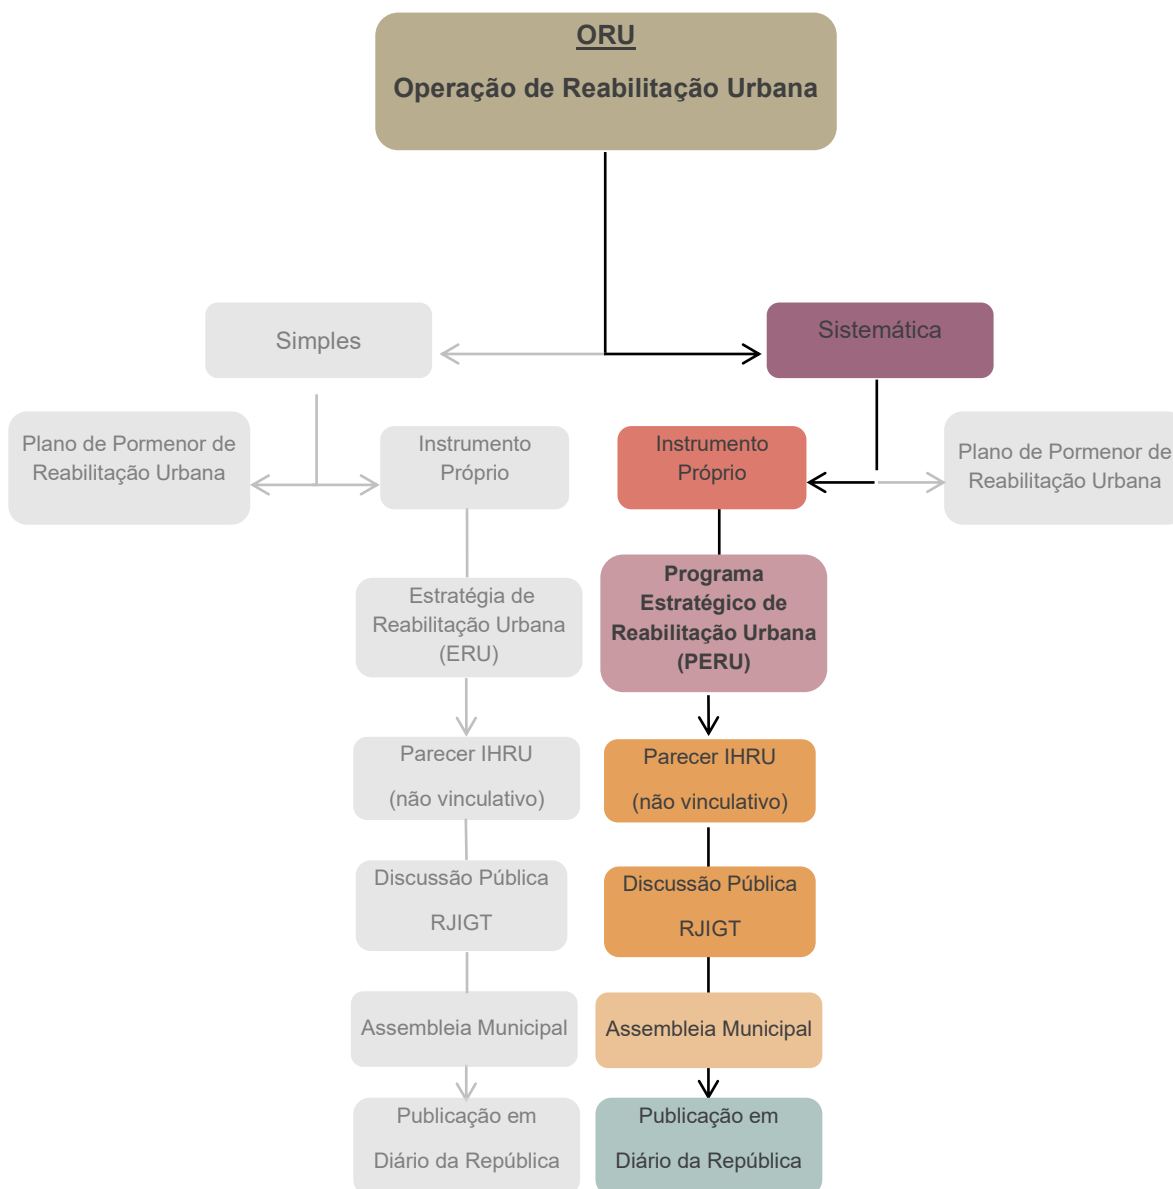 ORU
Operação de Reabilitação Urbana
Simples
Sistemática
Plano de Pormenor de
Reabilitação Urbana
Instrumento
Próprio
Instrumento
Próprio
Plano de Pormenor de
Reabilitação Urbana
Estratégia de
Reabilitação Urbana
(ERU)
Programa
Estratégico de
Reabilitação Urbana
(PERU)
Parecer IHRU
(não vinculativo)
Parecer IHRU
(não vinculativo)
Discussão Pública
RJIGT
Discussão Pública
RJIGT
Assembleia Municipal
Assembleia Municipal
Publicação em
Diário da República
Publicação em
Diário da República